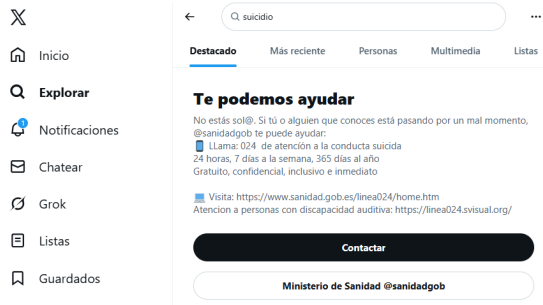 suicidio
Inicio
Explorar
1
Notificaciones
Chatear
Grok
Listas
Guardados
Destacado
Más reciente
Personas
Multimedia
Listas
Te podemos ayudar
No estás sol@. Si tú o alguien que conoces está pasando por un mal momento,
@sanidadgob te puede ayudar:
LLama: 024 de atención a la conducta suicida
24 horas, 7 días a la semana, 365 días al año
Gratuito, confidencial, inclusivo e inmediato
Visita: https://www.sanidad.gob.es/linea024/home.htm
Atencion a personas con discapacidad auditiva: https://linea024.svisual.org/
Contactar
Ministerio de Sanidad @sanidadgob